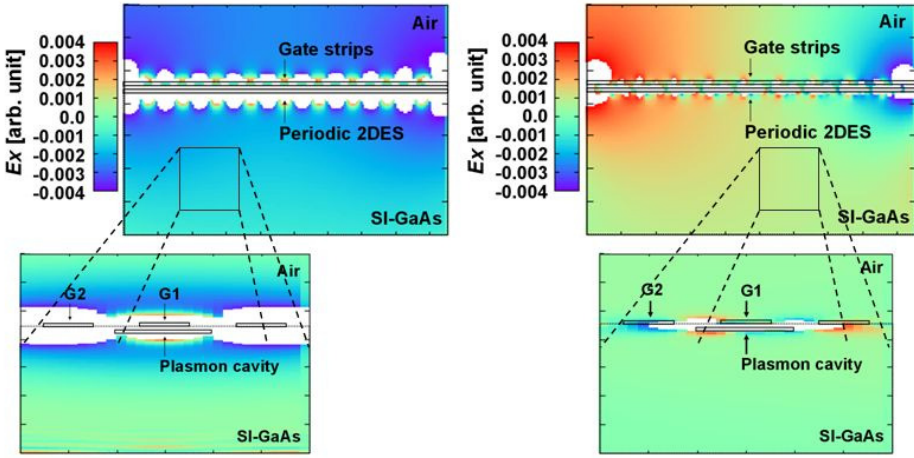 Air
Gate strips
Periodic 2DES
SI-GaAs
Ex [arb. unit]
0.004
0.003
0.002
0.001
0.0
-0.001
-0.002
-0.003
-0.004
Air
Gate strips
Periodic 2DES
SI-GaAs
Ex [arb. unit]
0.004
0.003
0.002
0.001
0.0
-0.001
-0.002
-0.003
-0.004
Air
G2
G1
Plasmon cavity
SI-GaAs
Air
G2
G1
Plasmon cavity
SI-GaAs